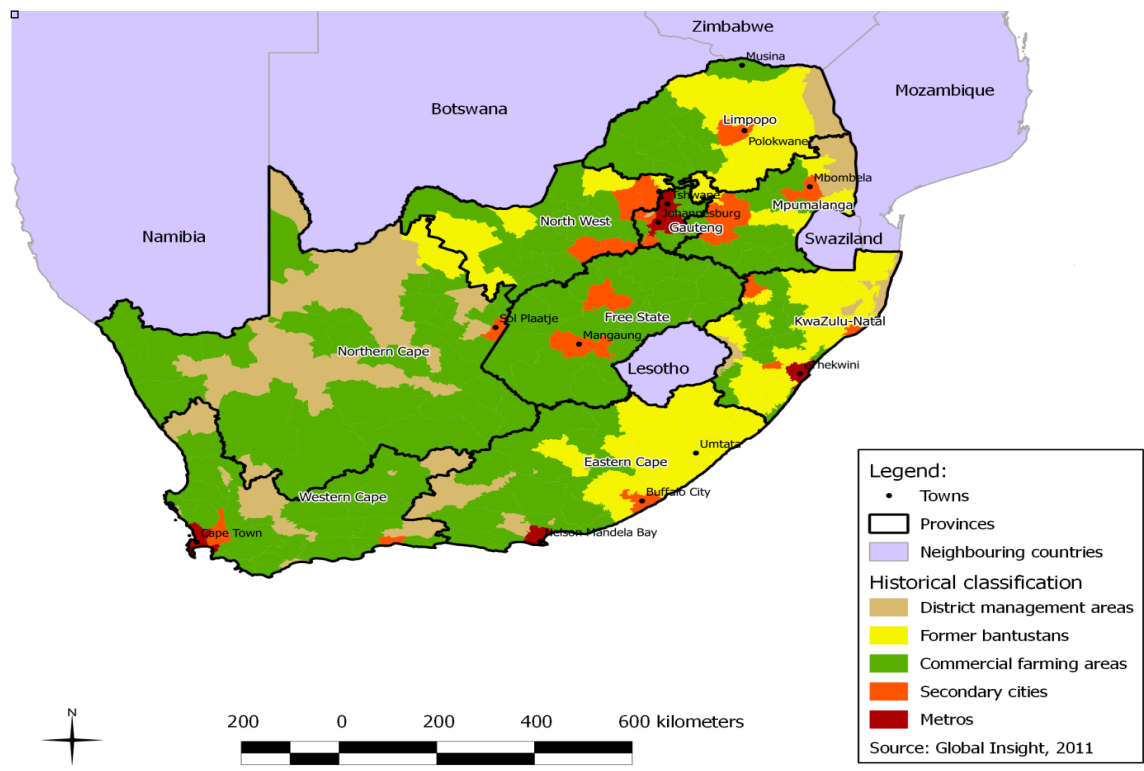 Zimbabwe
Musina
Mozambique
Botswana
Limpopo
Polokwane
Mbombela
Tshwane
Mpumalanga
Johannesburg
North West
Gauteng
Namibia
Swaziland
Sol Plaatje
Free State
KwaZulu-Natal
Mangaung
Northern Cape
Lesotho
Thekwini
Umtata
Eastern Cape
Buffalo City
Western Cape
Cape Town
Nelson Mandela Bay
Legend:
Towns
Provinces
Neighbouring countries
Historical classification
District management areas
Former bantustans
Commercial farming areas
Secondary cities
Metros
Source: Global Insight, 2011
N
200 0 200 400 600 kilometers